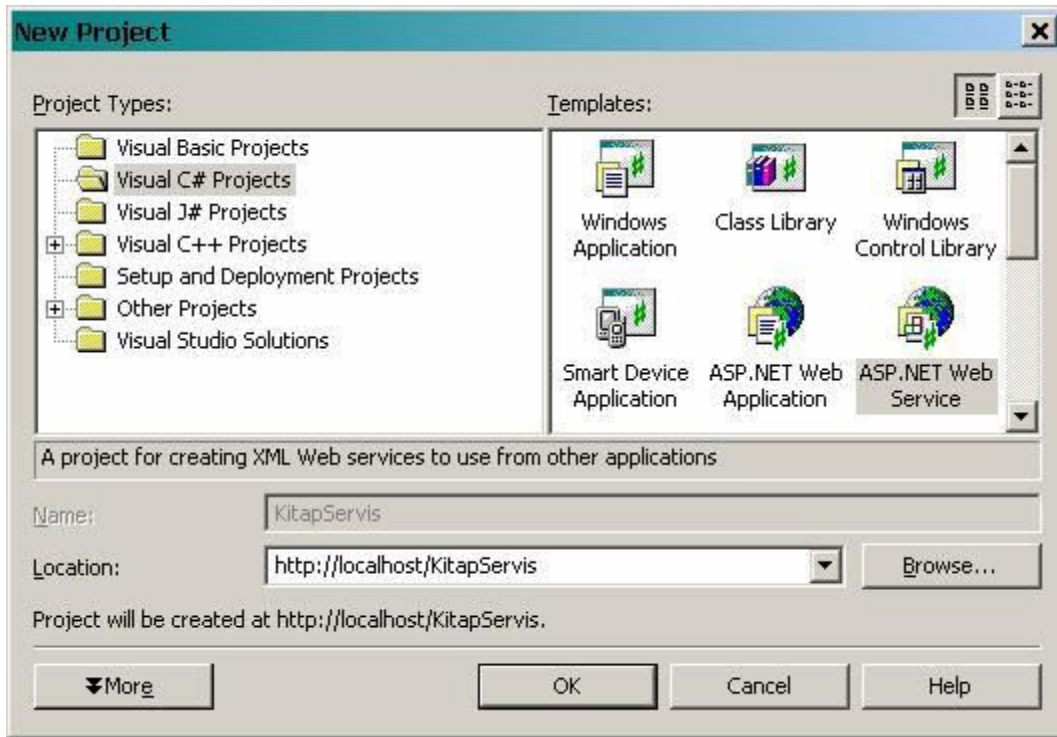 New Project
Project Types:
Templates:
Visual Basic Projects
Visual C# Projects
Visual J# Projects
Visual C++ Projects
Setup and Deployment Projects
Other Projects
Visual Studio Solutions
Windows
Application
Class Library
Windows
Control Library
Smart Device
Application
ASP.NET Web
Application
ASP.NET Web
Service
A project for creating XML Web services to use from other applications
Name:
KitapServis
Location:
http://localhost/KitapServis
Browse...
Project will be created at http://localhost/KitapServis.
More
OK
Cancel
Help